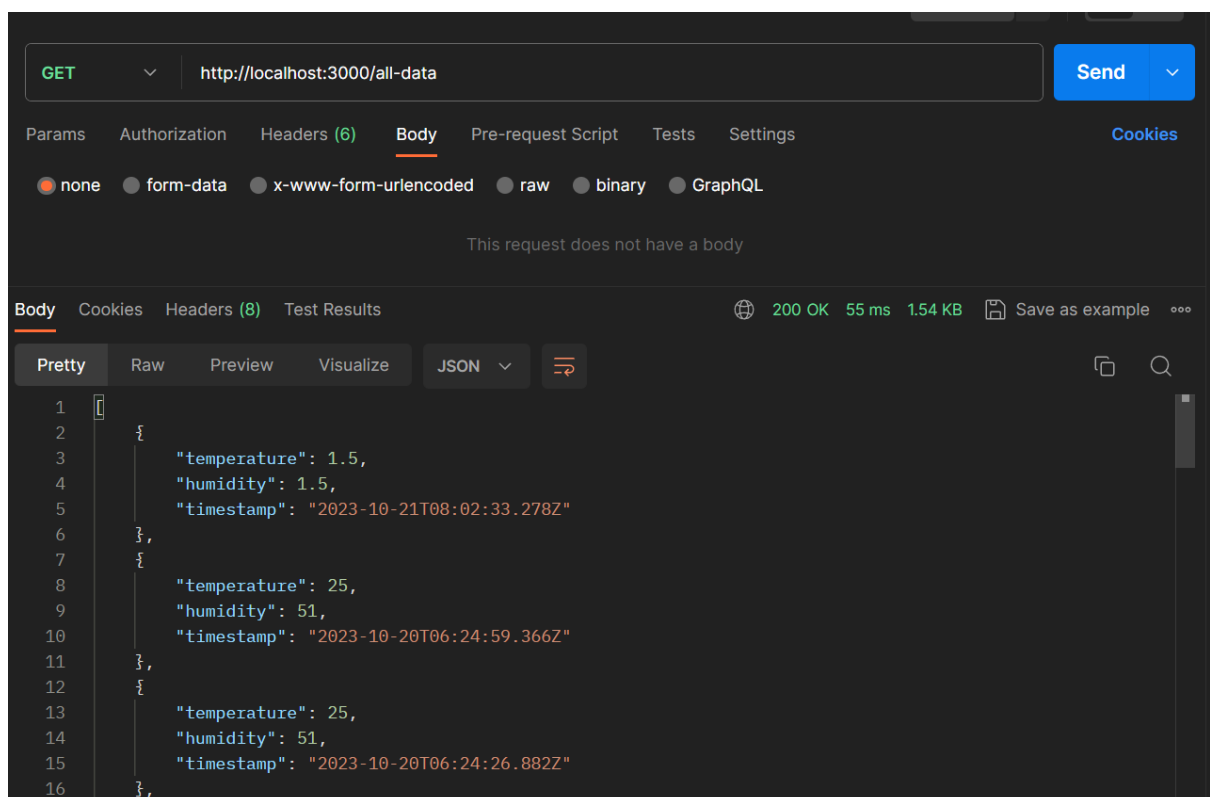 GET http://localhost:3000/all-data Send
Params Authorization Headers (6) Body Pre-request Script Tests Settings Cookies
none form-data x-www-form-urlencoded raw binary GraphQL
This request does not have a body
Body Cookies Headers (8) Test Results 200 OK 55 ms 1.54 KB Save as example
Pretty Raw Preview Visualize JSON
1 [
2 {
3 "temperature": 1.5,
4 "humidity": 1.5,
5 "timestamp": "2023-10-21T08:02:33.278Z"
6 },
7 {
8 "temperature": 25,
9 "humidity": 51,
10 "timestamp": "2023-10-20T06:24:59.366Z"
11 },
12 {
13 "temperature": 25,
14 "humidity": 51,
15 "timestamp": "2023-10-20T06:24:26.882Z"
16 },